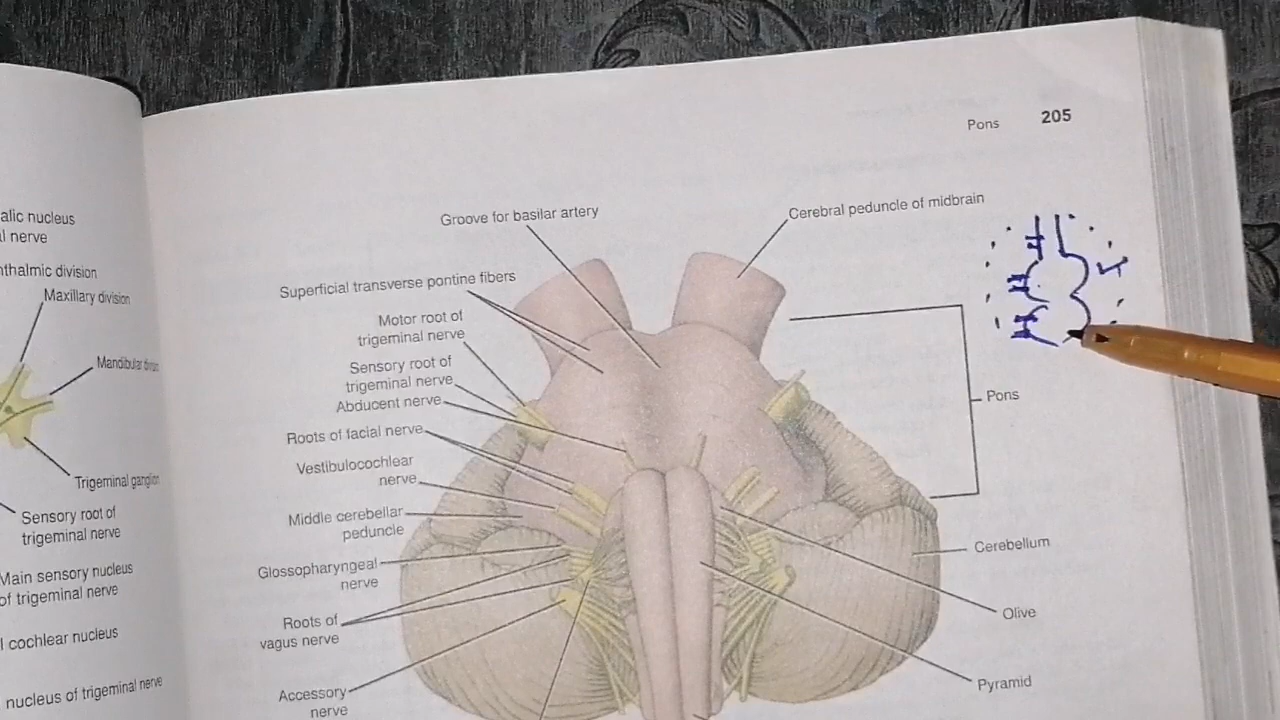 Pons 205
alic nucleus
l nerve
nthalmic division
Maxillary division
Mandibular
Trigeminal ganglion
Sensory root of
trigeminal nerve
Main sensory nucleus
of trigeminal nerve
l cochlear nucleus
nucleus of trigeminal nerve
Groove for basilar artery
Cerebral peduncle of midbrain
Superficial transverse pontine fibers
Motor root of
trigeminal nerve
Sensory root of
trigeminal nerve
Abducent nerve
Roots of facial nerve
Vestibulocochlear
nerve
Middle cerebellar
peduncle
Glossopharyngeal
nerve
Roots of
vagus nerve
Accessory
nerve
Pons
Cerebellum
Olive
Pyramid